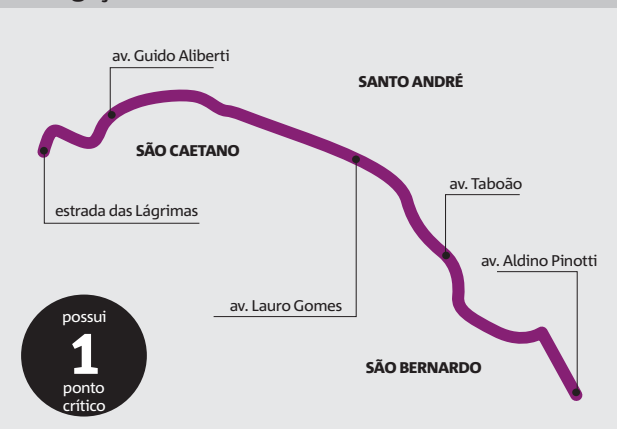 av. Guido Aliberti
SANTO ANDRÉ
SÃO CAETANO
av. Taboão
estrada das Lágrimas
av. Aldino Pinotti
av. Lauro Gomes
possui
1
ponto
crítico
SÃO BERNARDO